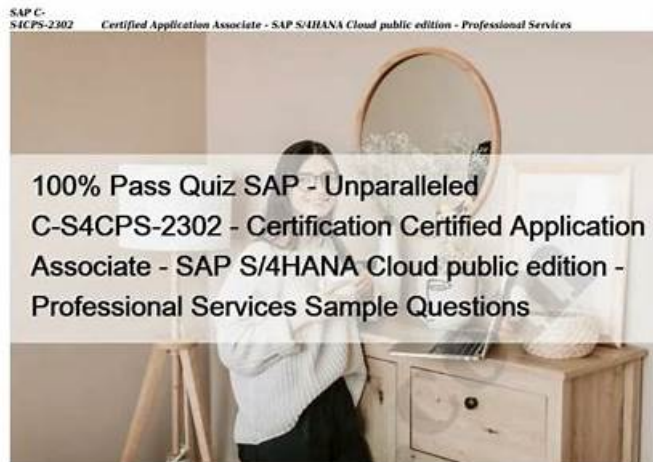 SAP C-
S4CPS-2302 Certified Application Associate - SAP S/4HANA Cloud public edition - Professional Services
100% Pass Quiz SAP - Unparalleled
C-S4CPS-2302 - Certification Certified Application
Associate - SAP S/4HANA Cloud public edition -
Professional Services Sample Questions